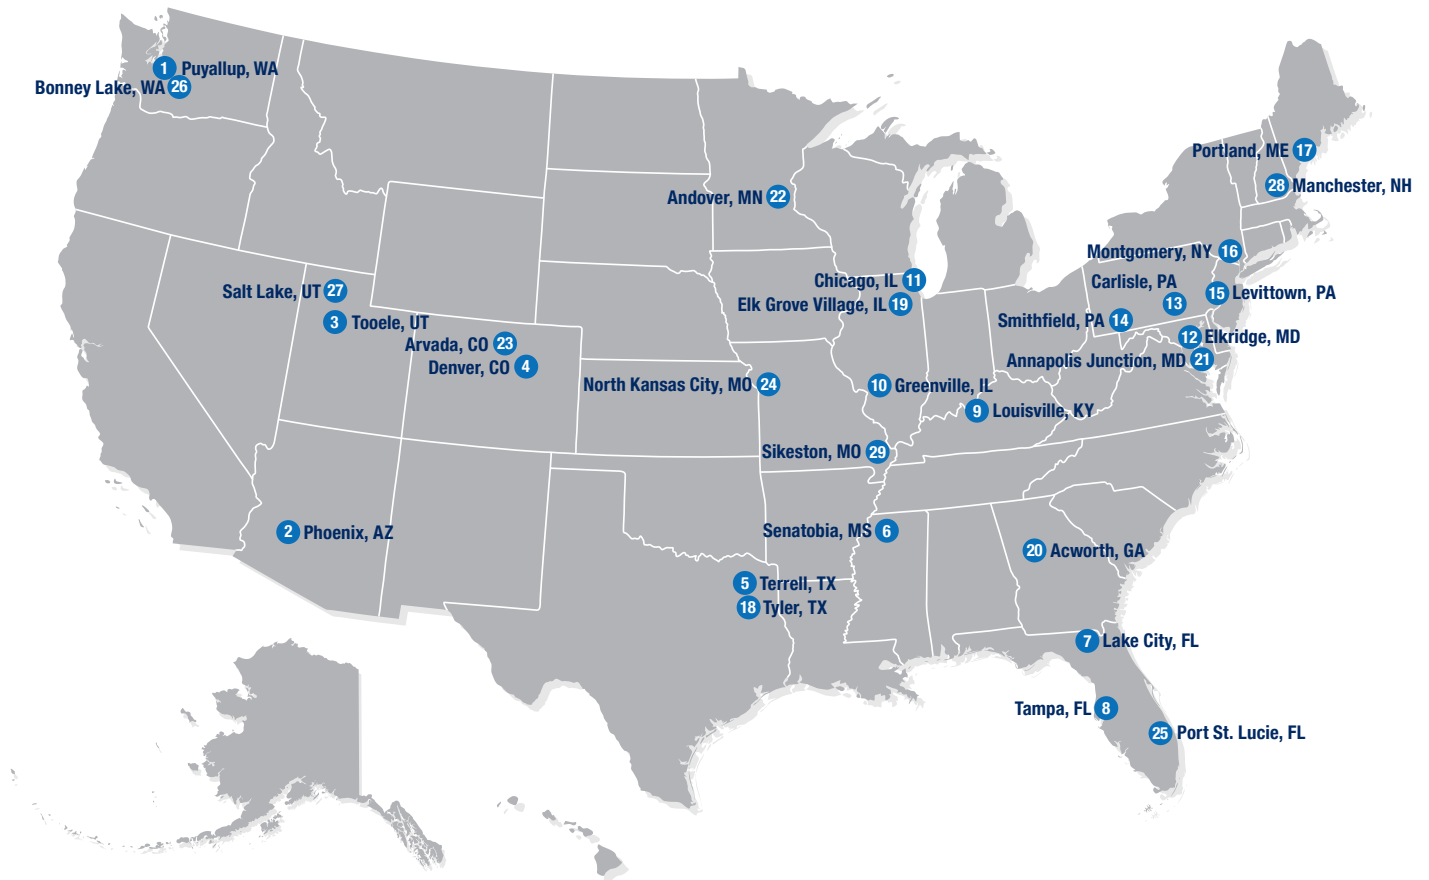 1 Puyallup, WA
Bonney Lake, WA 26
Portland, ME 17
28 Manchester, NH
Andover, MN 22
Montgomery, NY 16
Chicago, IL 11
Carlisle, PA
13
Salt Lake, UT 27
15 Levittown, PA
Elk Grove Village, IL 19
Smithfield, PA 14
3 Tooele, UT
12 Elkridge, MD
Arvada, CO 23
Annapolis Junction, MD 21
Denver, CO 4
North Kansas City, MO 24
10 Greenville, IL
9 Louisville, KY
Sikeston, MO 29
2 Phoenix, AZ
Senatobia, MS 6
20 Acworth, GA
5 Terrell, TX
18 Tyler, TX
7 Lake City, FL
Tampa, FL 8
25 Port St. Lucie, FL